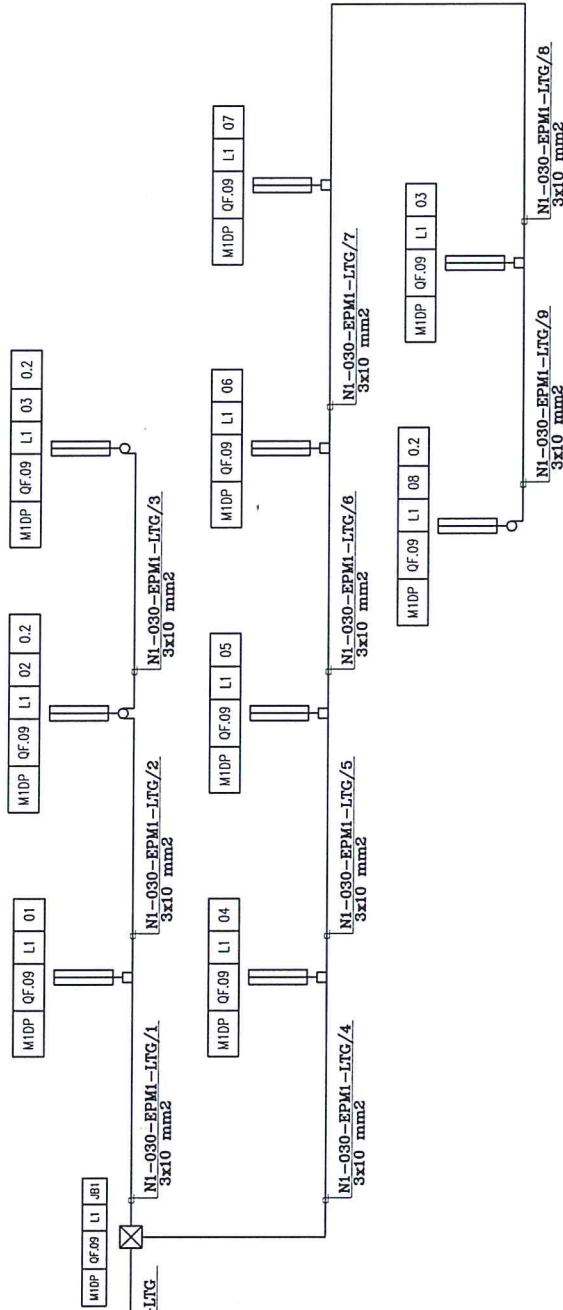 M1DP QF.09 L1 JB1
M1DP QF.09 L1 01
M1DP QF.09 L1 02 0.2
M1DP QF.09 L1 03 0.2
-LTG
N1-030-EPM1-LTG/1
3x10 mm2
N1-030-EPM1-LTG/2
3x10 mm2
N1-030-EPM1-LTG/3
3x10 mm2
M1DP QF.09 L1 04
M1DP QF.09 L1 05
M1DP QF.09 L1 06
M1DP QF.09 L1 07
N1-030-EPM1-LTG/4
3x10 mm2
N1-030-EPM1-LTG/5
3x10 mm2
N1-030-EPM1-LTG/6
3x10 mm2
N1-030-EPM1-LTG/7
3x10 mm2
M1DP QF.09 L1 08 0.2
M1DP QF.09 L1 03
N1-030-EPM1-LTG/9
3x10 mm2
N1-030-EPM1-LTG/8
3x10 mm2